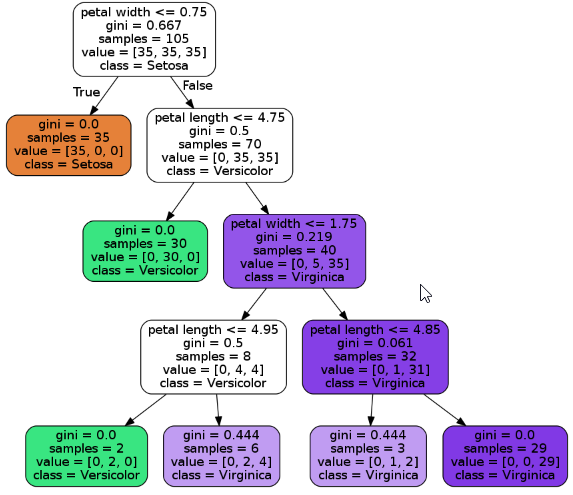 petal width <= 0.75
gini = 0.667
samples = 105
value = [35, 35, 35]
class = Setosa
True
False
gini = 0.0
samples = 35
value = [35, 0, 0]
class = Setosa
petal length <= 4.75
gini = 0.5
samples = 70
value = [0, 35, 35]
class = Versicolor
gini = 0.0
samples = 30
value = [0, 30, 0]
class = Versicolor
petal width <= 1.75
gini = 0.219
samples = 40
value = [0, 5, 35]
class = Virginica
petal length <= 4.95
gini = 0.5
samples = 8
value = [0, 4, 4]
class = Versicolor
petal length <= 4.85
gini = 0.061
samples = 32
value = [0, 1, 31]
class = Virginica
gini = 0.0
samples = 2
value = [0, 2, 0]
class = Versicolor
gini = 0.444
samples = 6
value = [0, 2, 4]
class = Virginica
gini = 0.444
samples = 3
value = [0, 1, 2]
class = Virginica
gini = 0.0
samples = 29
value = [0, 0, 29]
class = Virginica